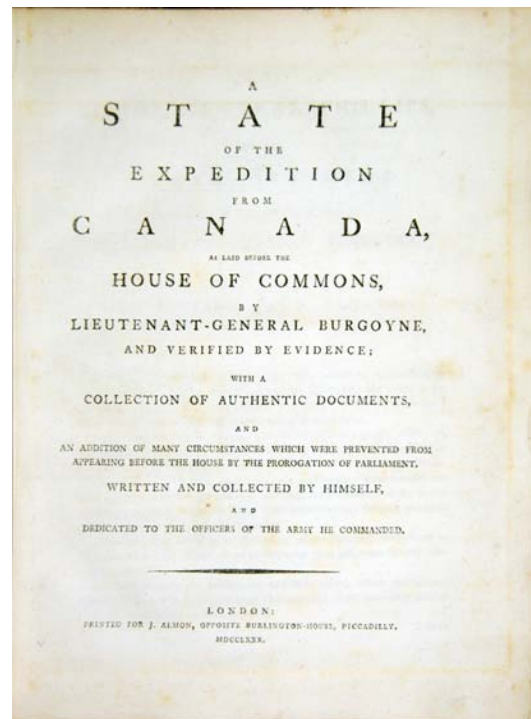 A
STATE
OF THE
EXPEDITION
FROM
CANADA,
AS LAID BEFORE THE
HOUSE OF COMMONS,
BY
LIEUTENANT-GENERAL BURGOYNE,
AND VERIFIED BY EVIDENCE;
WITH A
COLLECTION OF AUTHENTIC DOCUMENTS,
AND
AN ADDITION OF MANY CIRCUMSTANCES WHICH WERE PREVENTED FROM
APPEARING BEFORE THE HOUSE BY THE PROROGATION OF PARLIAMENT.
WRITTEN AND COLLECTED BY HIMSELF,
AND
DEDICATED TO THE OFFICERS OF THE ARMY HE COMMANDED.
LONDON:
PRINTED FOR J. ALMON, OPPOSITE BURLINGTON-HOUSE, PICCADILLY.
MDCCLXXX.